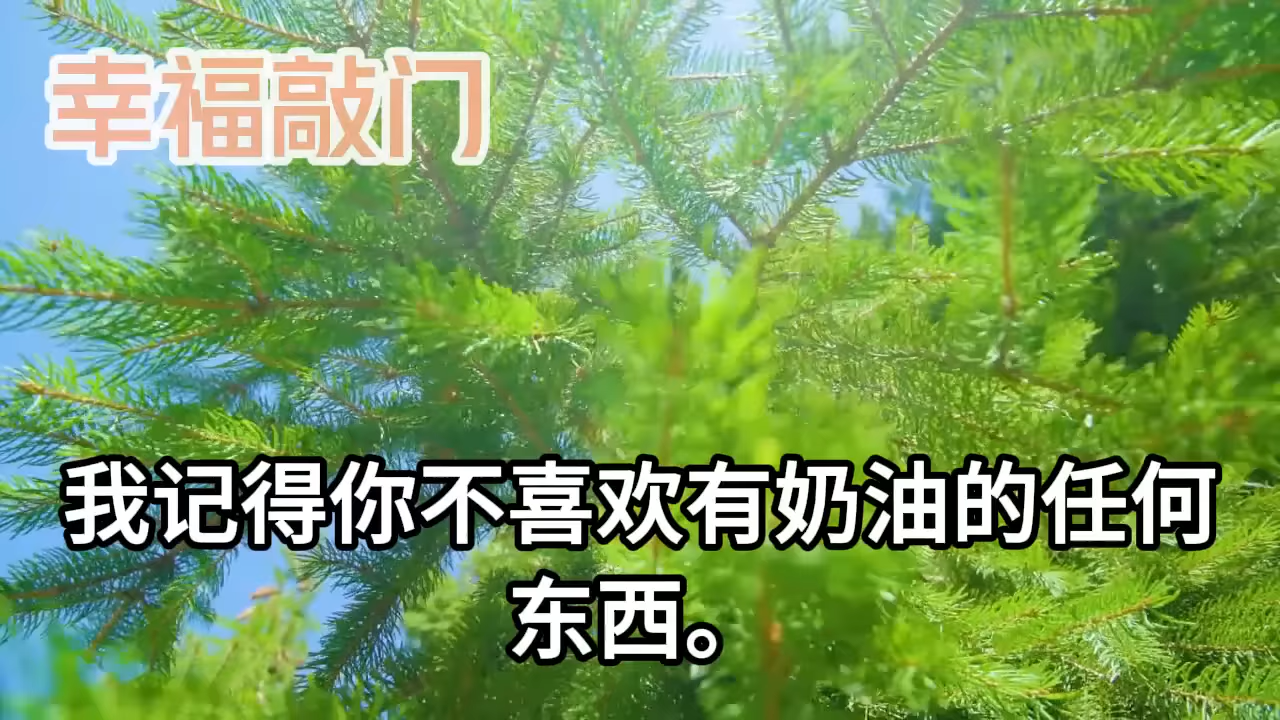 幸福敲门
我记得你不喜欢有奶油的任何
东西。